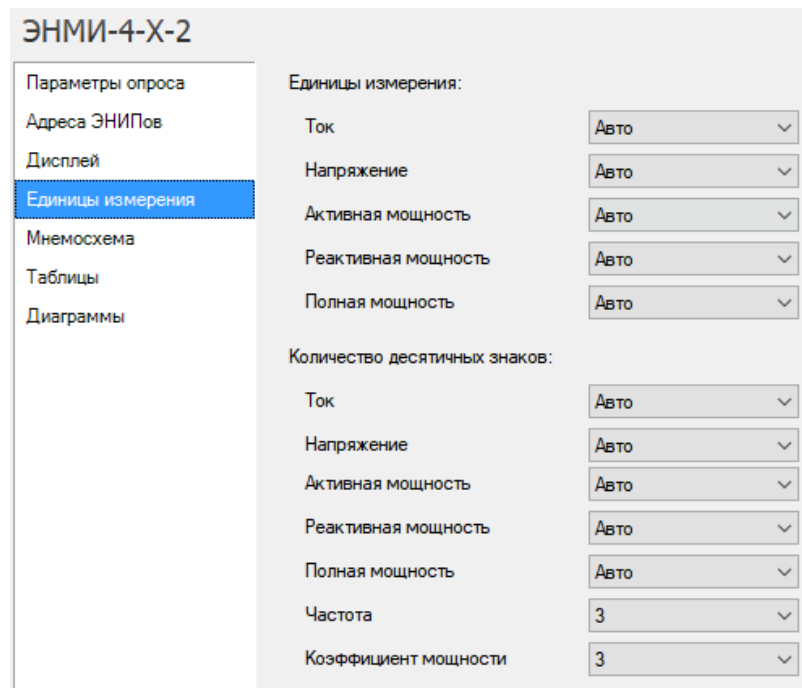 ЭНМИ-4-Х-2
Параметры опроса
Адреса ЭНИПов
Дисплей
Единицы измерения
Мнемосхема
Таблицы
Диаграммы
Единицы измерения:
Ток Авто
Напряжение Авто
Активная мощность Авто
Реактивная мощность Авто
Полная мощность Авто
Количество десятичных знаков:
Ток Авто
Напряжение Авто
Активная мощность Авто
Реактивная мощность Авто
Полная мощность Авто
Частота 3
Коэффициент мощности 3